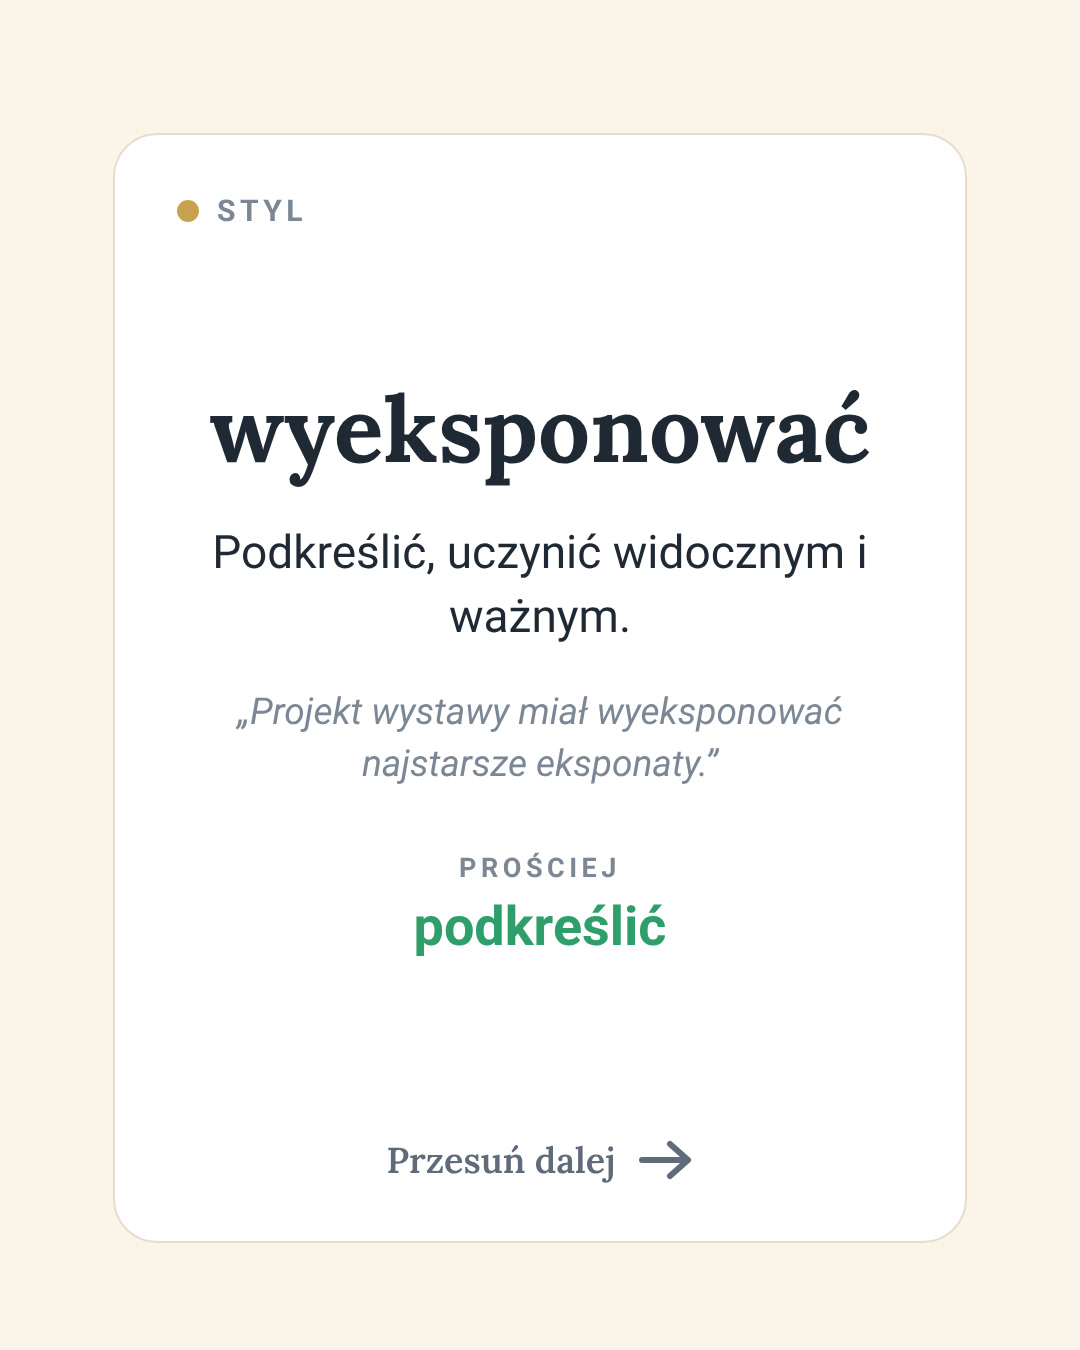 STYL
wyeksponować
Podkreślić, uczynić widocznym i
ważnym.
„Projekt wystawy miał wyeksponować
najstarsze eksponaty.”
PROŚCIEJ
podkreślić
Przesuń dalej →